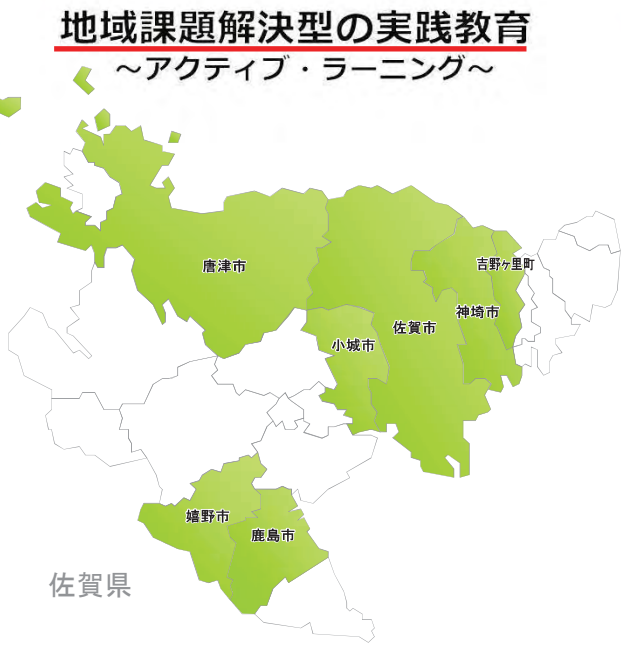 地域課題解決型の実践教育
～アクティブ・ラーニング～
唐津市
吉野ヶ里町
神埼市
佐賀市
小城市
嬉野市
鹿島市
佐賀県